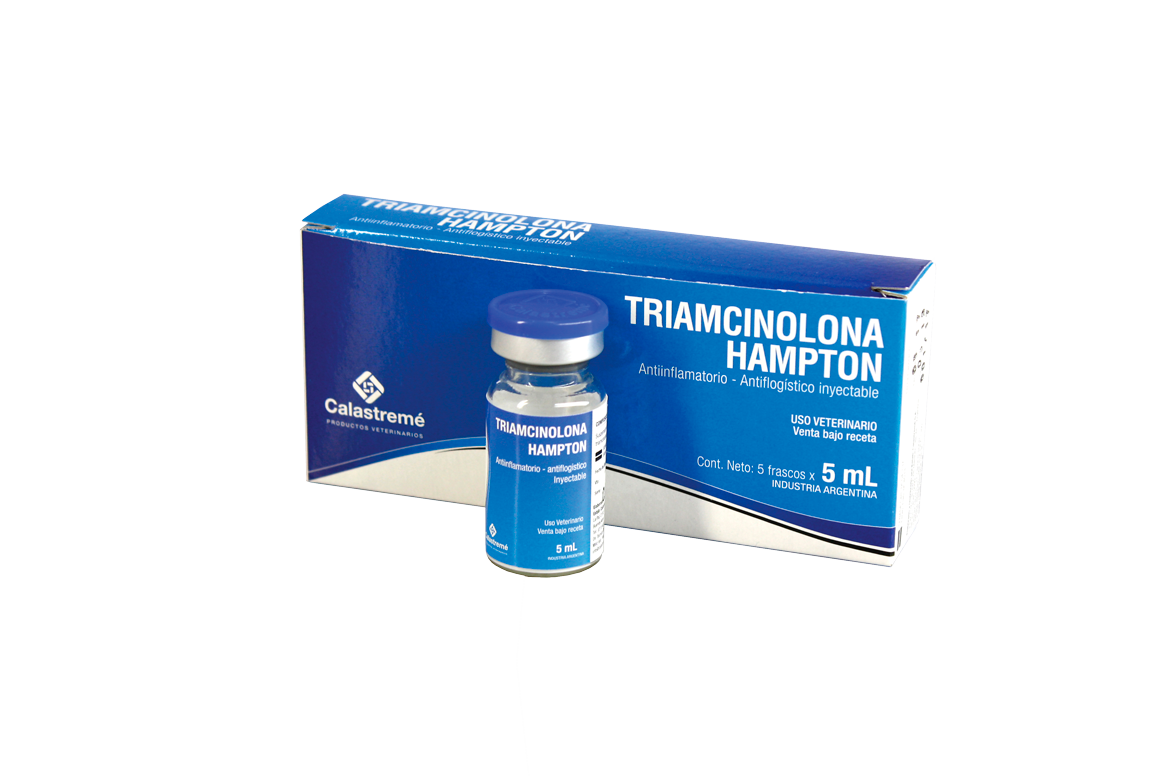 TRIAMCINOLONA
HAMPTON
Antiinflamatorio - Antiflogístico inyectable
TRIAMCINOLONA
HAMPTON
Antiinflamatorio - Antiflogístico inyectable
USO VETERINARIO
Venta bajo receta
Cont. Neto: 5 frascos x 5 mL
INDUSTRIA ARGENTINA
Calastremé
PRODUCTOS VETERINARIOS
TRIAMCINOLONA
HAMPTON
Antiinflamatorio - antiflogístico
Inyectable
Uso Veterinario
Venta bajo receta
5 mL
INDUSTRIA ARGENTINA
Calastremé